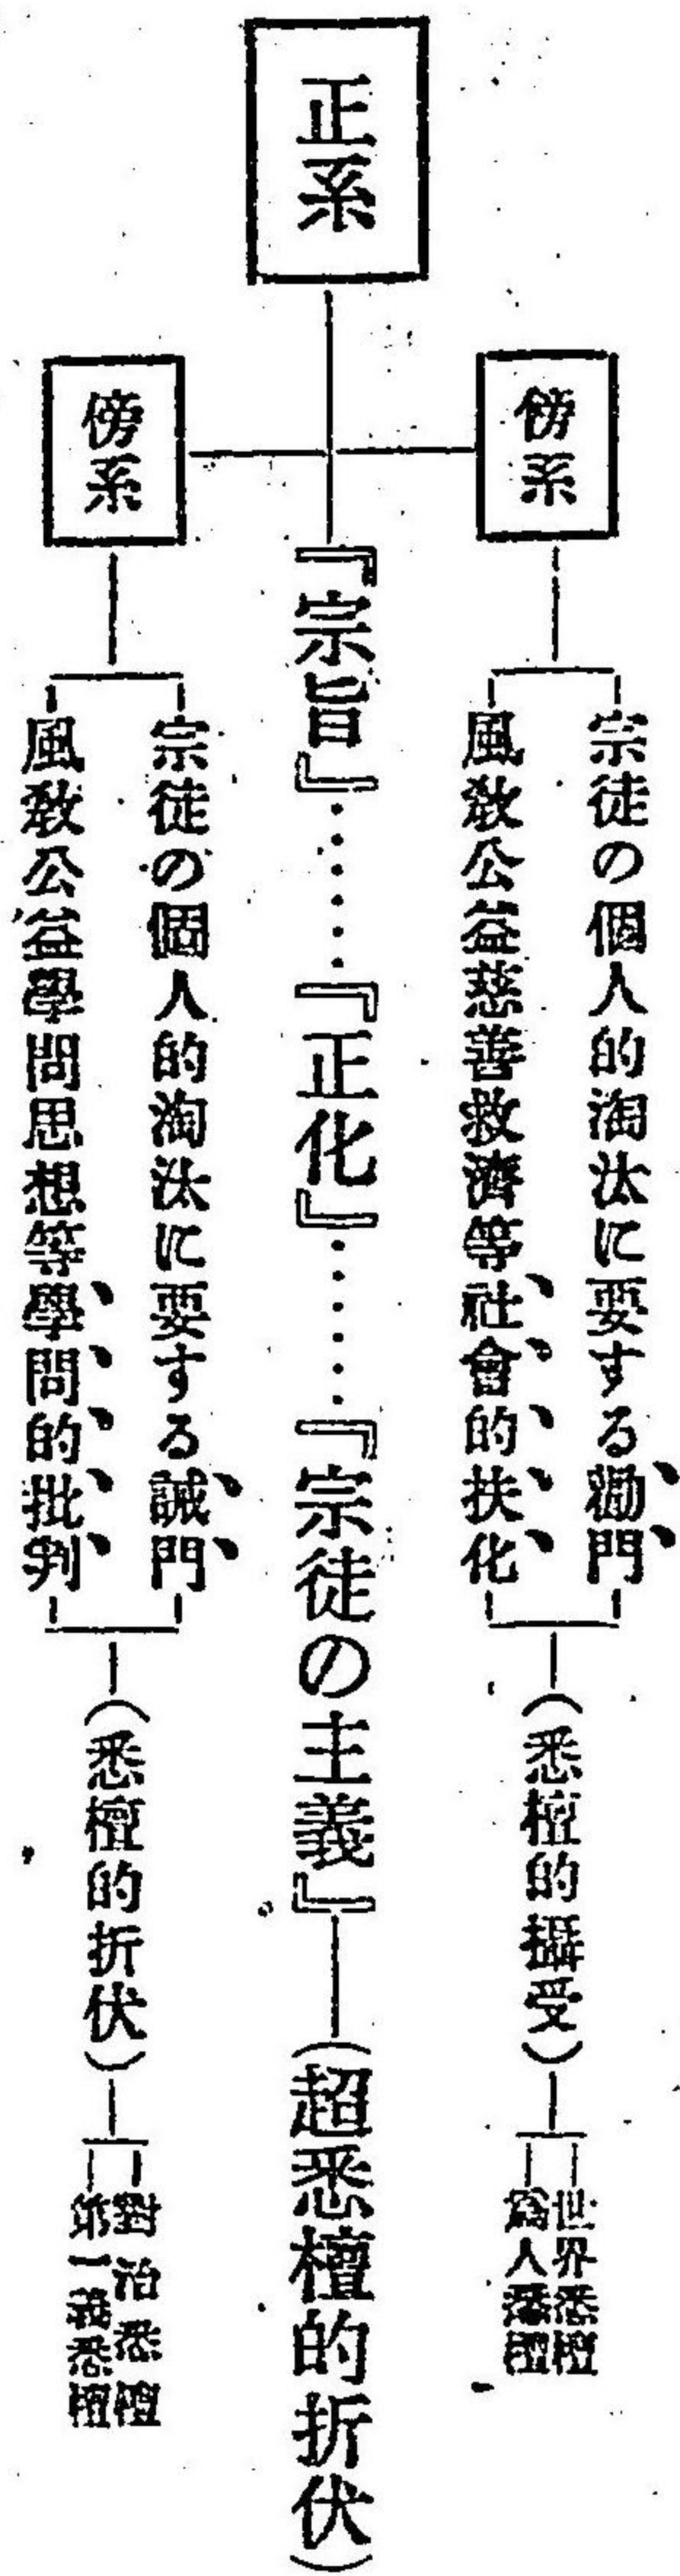 正系
傍系
宗徒の個人的淘汰に要する勸門
風敎公益慈善救濟等社會的扶化
(悉檀的攝受)
世界悉檀
爲人悉檀
『宗旨』……『正化』……『宗徒の主義』
(超悉檀的折伏)
傍系
宗徒の個人的淘汰に要する誡門
風敎公益學問思想等學問的批判
(悉檀的折伏)
對治悉檀
第一義悉檀